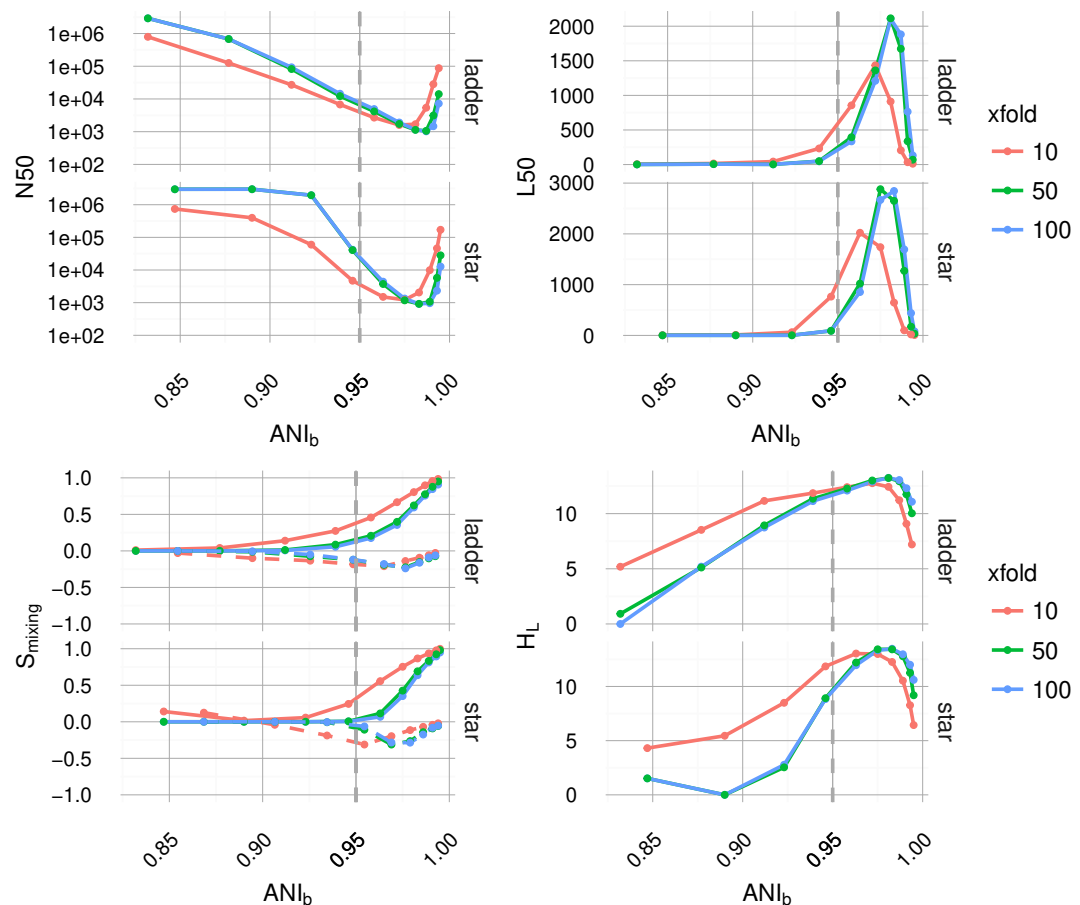 N50
1e+06
1e+05
1e+04
1e+03
1e+02
ladder
1e+06
1e+05
1e+04
1e+03
1e+02
star
0.85
0.90
0.95
1.00
ANIb
L50
2000
1500
1000
500
0
ladder
3000
2000
1000
0
star
0.85
0.90
0.95
1.00
ANIb
xfold
10
50
100
Smixing
1.0
0.5
0.0
−0.5
−1.0
ladder
1.0
0.5
0.0
−0.5
−1.0
star
0.85
0.90
0.95
1.00
ANIb
HL
10
5
0
ladder
10
5
0
star
0.85
0.90
0.95
1.00
ANIb
xfold
10
50
100